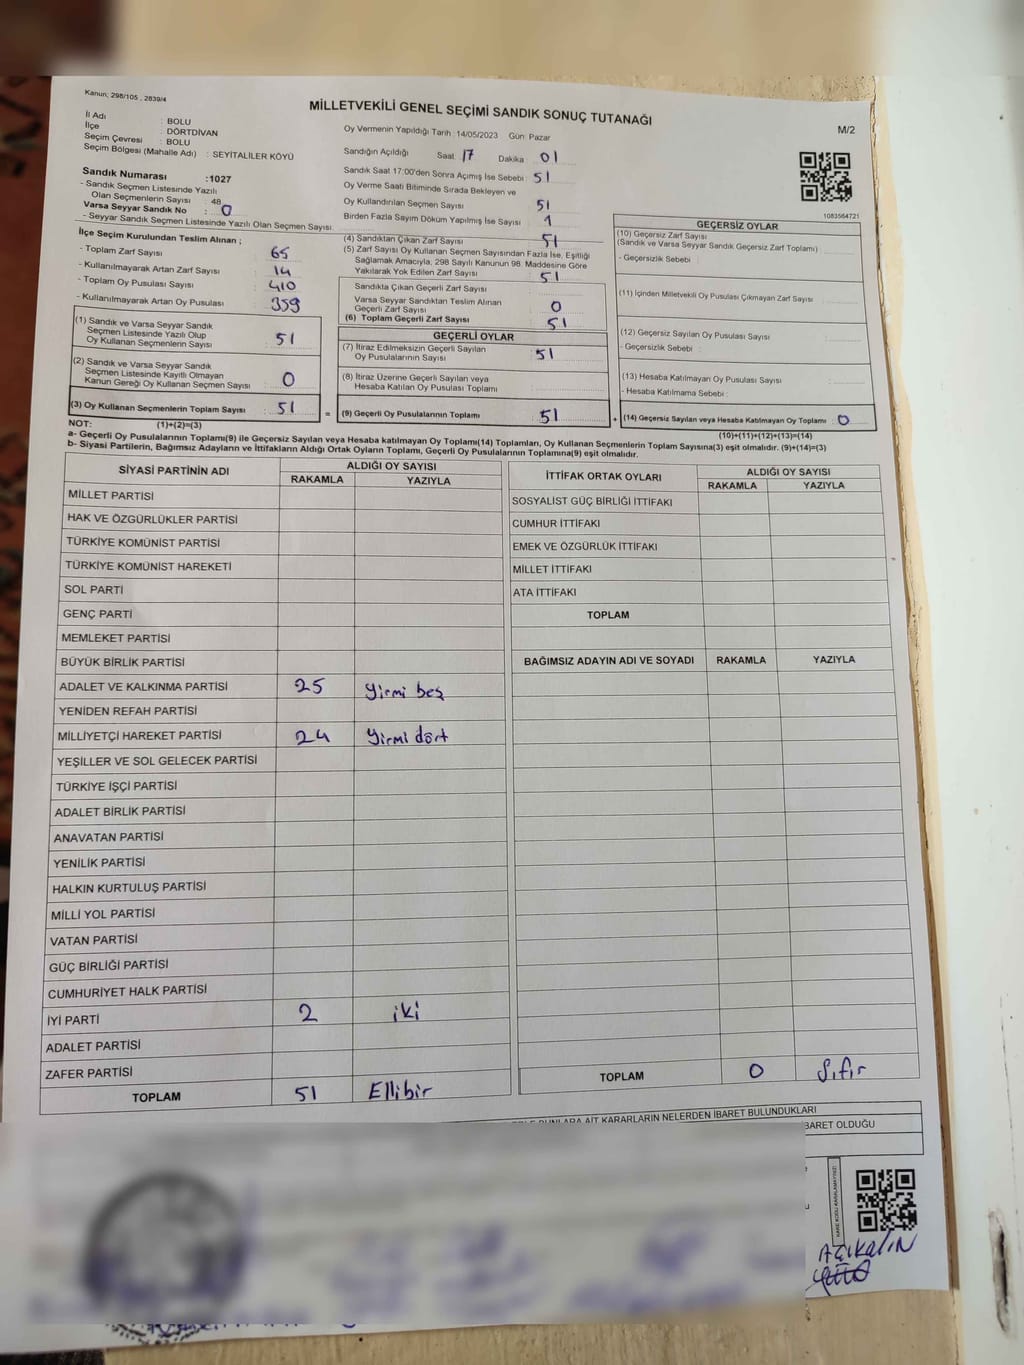 Kanun; 298/105 , 2839/4
MİLLETVEKİLİ GENEL SEÇİMİ SANDIK SONUÇ TUTANAĞI
M/2
İl Adı : BOLU
İlçe : DÖRTDİVAN
Seçim Çevresi : BOLU
Seçim Bölgesi (Mahalle Adı) : SEYİTALİLER KÖYÜ
Sandık Numarası :1027
- Sandık Seçmen Listesinde Yazılı
Olan Seçmenlerin Sayısı : 48
Varsa Seyyar Sandık No : 0
- Seyyar Sandık Seçmen Listesinde Yazılı Olan Seçmen Sayısı:
Oy Vermenin Yapıldığı Tarih :14/05/2023 Gün: Pazar
Sandığın Açıldığı Saat: 17 Dakika 01
Sandık Saat 17:00'den Sonra Açımış İse Sebebi : 51
Oy Verme Saati Bitiminde Sırada Bekleyen ve
Oy Kullandırılan Seçmen Sayısı 51
Birden Fazla Sayım Döküm Yapılmış İse Sayısı 1
1083564721
İlçe Seçim Kurulundan Teslim Alınan ;
- Toplam Zarf Sayısı 65
- Kullanılmayarak Artan Zarf Sayısı 14
- Toplam Oy Pusulası Sayısı 410
- Kullanılmayarak Artan Oy Pusulası 359
(4) Sandıktan Çıkan Zarf Sayısı 51
(5) Zarf Sayısı Oy Kullanan Seçmen Sayısından Fazla İse, Eşitliği
Sağlamak Amacıyla, 298 Sayılı Kanunun 98. Maddesine Göre
Yakılarak Yok Edilen Zarf Sayısı 51
Sandıkla Çıkan Geçerli Zarf Sayısı
Varsa Seyyar Sandıktan Teslim Alınan
Geçerli Zarf Sayısı 0
(6) Toplam Geçerli Zarf Sayısı 51
GEÇERSİZ OYLAR
(10) Geçersiz Zarf Sayısı
(Sandık ve Varsa Seyyar Sandık Geçersiz Zarf Toplamı)
- Geçersizlik Sebebi :
(11) İçinden Milletvekili Oy Pusulası Çıkmayan Zarf Sayısı
(12) Geçersiz Sayılan Oy Pusulası Sayısı
- Geçersizlik Sebebi :
(13) Hesaba Katılmayan Oy Pusulası Sayısı
- Hesaba Katılmama Sebebi :
(1) Sandık ve Varsa Seyyar Sandık
Seçmen Listesinde Yazılı Olup
Oy Kullanan Seçmenlerin Sayısı 51
(2) Sandık ve Varsa Seyyar Sandık
Seçmen Listesinde Kayıtlı Olmayan
Kanun Gereği Oy Kullanan Seçmen Sayısı 0
GEÇERLİ OYLAR
(7) İtiraz Edilmeksizin Geçerli Sayılan
Oy Pusulalarının Sayısı 51
(8) İtiraz Üzerine Geçerli Sayılan veya
Hesaba Katılan Oy Pusulası Toplamı
(3) Oy Kullanan Seçmenlerin Toplam Sayısı 51 = (9) Geçerli Oy Pusulalarının Toplamı 51 + (14) Geçersiz Sayılan veya Hesaba Katılmayan Oy Toplamı 0
NOT: (1)+(2)=(3) (10)+(11)+(12)+(13)=(14)
a- Geçerli Oy Pusulaların Toplamı(9) ile Geçersiz Sayılan veya Hesaba katılmayan Oy Toplamı(14) Toplamları, Oy Kullanan Seçmenlerin Toplam Sayısına(3) eşit olmalıdır. (9)+(14)=(3)
b- Siyasi Partilerin, Bağımsız Adayların ve İttifakların Aldığı Ortak Oyların Toplamı, Geçerli Oy Pusulalarının Toplamına(9) eşit olmalıdır.
SİYASİ PARTİNİN ADI ALDIĞI OY SAYISI
RAKAMLA YAZIYLA
MİLLET PARTİSİ
HAK VE ÖZGÜRLÜKLER PARTİSİ
TÜRKİYE KOMÜNİST PARTİSİ
TÜRKİYE KOMÜNİST HAREKETİ
SOL PARTİ
GENÇ PARTİ
MEMLEKET PARTİSİ
BÜYÜK BİRLİK PARTİSİ
ADALET VE KALKINMA PARTİSİ 25 yirmi beş
YENİDEN REFAH PARTİSİ
MİLLİYETÇİ HAREKET PARTİSİ 24 yirmi dört
YEŞİLLER VE SOL GELECEK PARTİSİ
TÜRKİYE İŞÇİ PARTİSİ
ADALET BİRLİK PARTİSİ
ANAVATAN PARTİSİ
YENİLİK PARTİSİ
HALKIN KURTULUŞ PARTİSİ
MİLLİ YOL PARTİSİ
VATAN PARTİSİ
GÜÇ BİRLİĞİ PARTİSİ
CUMHURİYET HALK PARTİSİ
İYİ PARTİ 2 iki
ADALET PARTİSİ
ZAFER PARTİSİ
TOPLAM 51 Ellibir
İTTİFAK ORTAK OYLARI ALDIĞI OY SAYISI
RAKAMLA YAZIYLA
SOSYALİST GÜÇ BİRLİĞİ İTTİFAKI
CUMHUR İTTİFAKI
EMEK VE ÖZGÜRLÜK İTTİFAKI
MİLLET İTTİFAKI
ATA İTTİFAKI
TOPLAM
BAĞIMSIZ ADAYIN ADI VE SOYADI RAKAMLA YAZIYLA
TOPLAM 0 Sıfır
AİT KARARLARIN NELERDEN İBARET BULUNDUKLARI
BARET OLDUĞU
AÇIKALIN